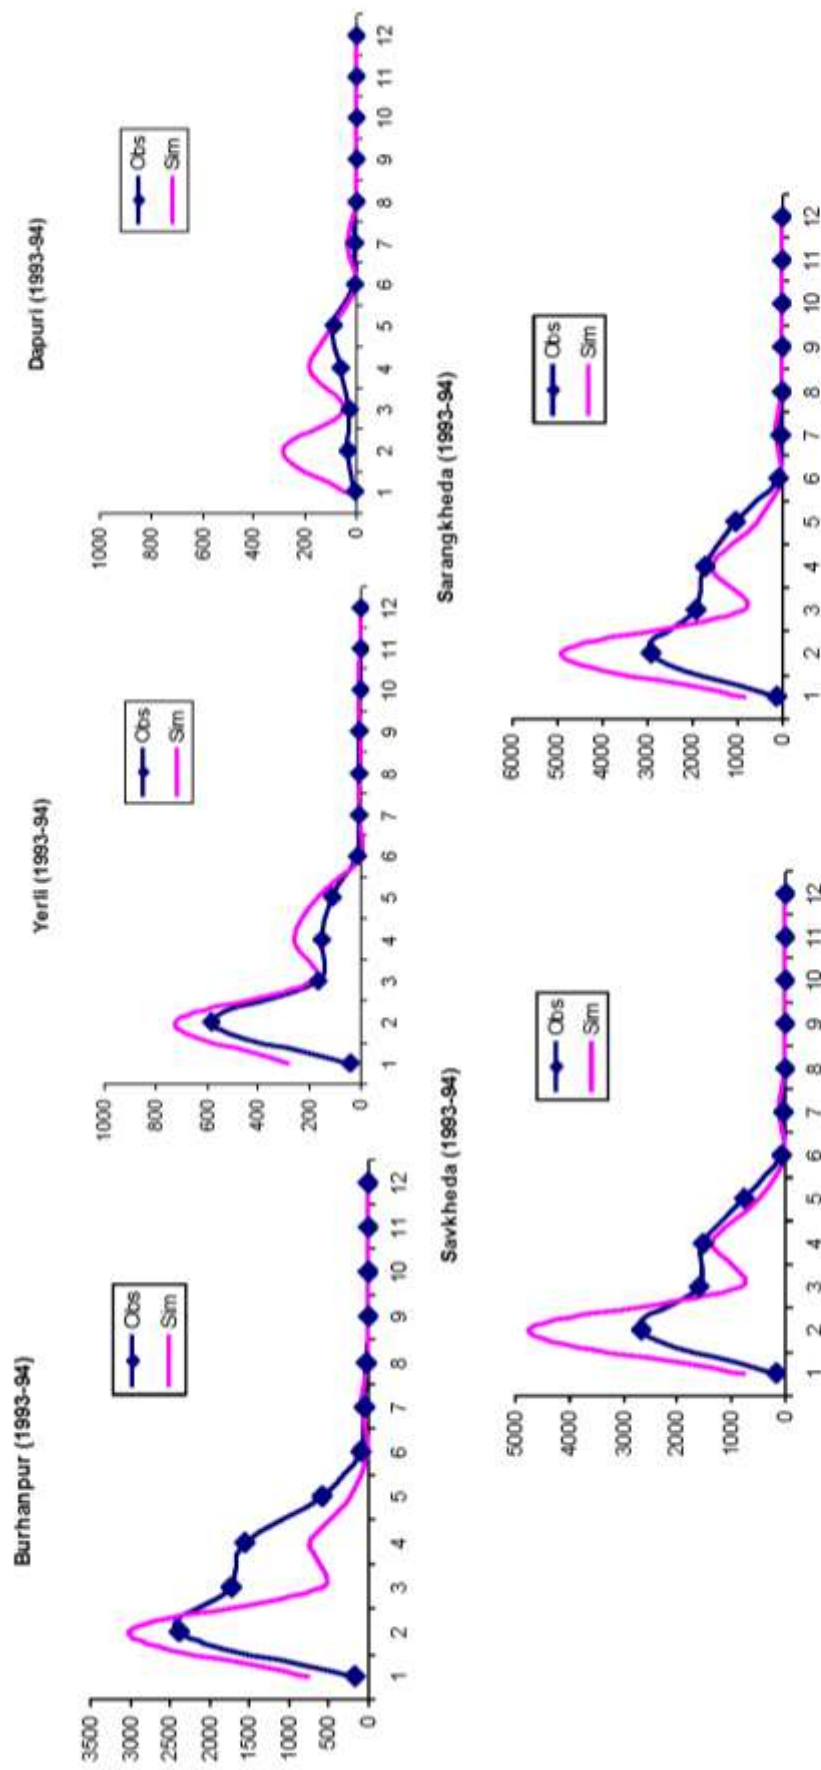 Burhanpur (1993-94)
3500
3000
2500
2000
1500
1000
500
0
1 2 3 4 5 6 7 8 9 10 11 12
Obs
Sim
Yerli (1993-94)
1000
800
600
400
200
0
1 2 3 4 5 6 7 8 9 10 11 12
Obs
Sim
Dapuri (1993-94)
1000
800
600
400
200
0
1 2 3 4 5 6 7 8 9 10 11 12
Obs
Sim
Savkheda (1993-94)
5000
4000
3000
2000
1000
0
1 2 3 4 5 6 7 8 9 10 11 12
Obs
Sim
Sarangkheda (1993-94)
6000
5000
4000
3000
2000
1000
0
1 2 3 4 5 6 7 8 9 10 11 12
Obs
Sim